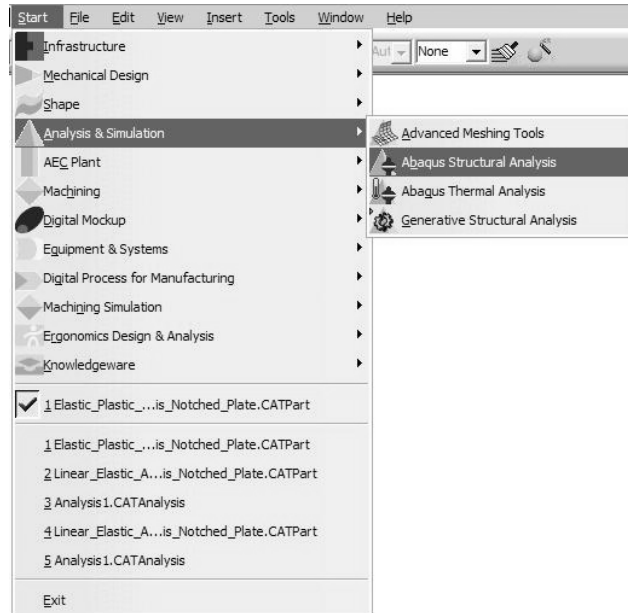 Start File Edit View Insert Tools Window Help
Aut None
Infrastructure
Mechanical Design
Shape
Analysis & Simulation
AEC Plant
Machining
Digital Mockup
Equipment & Systems
Digital Process for Manufacturing
Machining Simulation
Ergonomics Design & Analysis
Knowledgeware
1 Elastic_Plastic_...is_Notched_Plate.CATPart
1 Elastic_Plastic_...is_Notched_Plate.CATPart
2 Linear_Elastic_A...is_Notched_Plate.CATPart
3 Analysis1.CATAnalysis
4 Linear_Elastic_A...is_Notched_Plate.CATPart
5 Analysis1.CATAnalysis
Exit
Advanced Meshing Tools
Abaqus Structural Analysis
Abaqus Thermal Analysis
Generative Structural Analysis